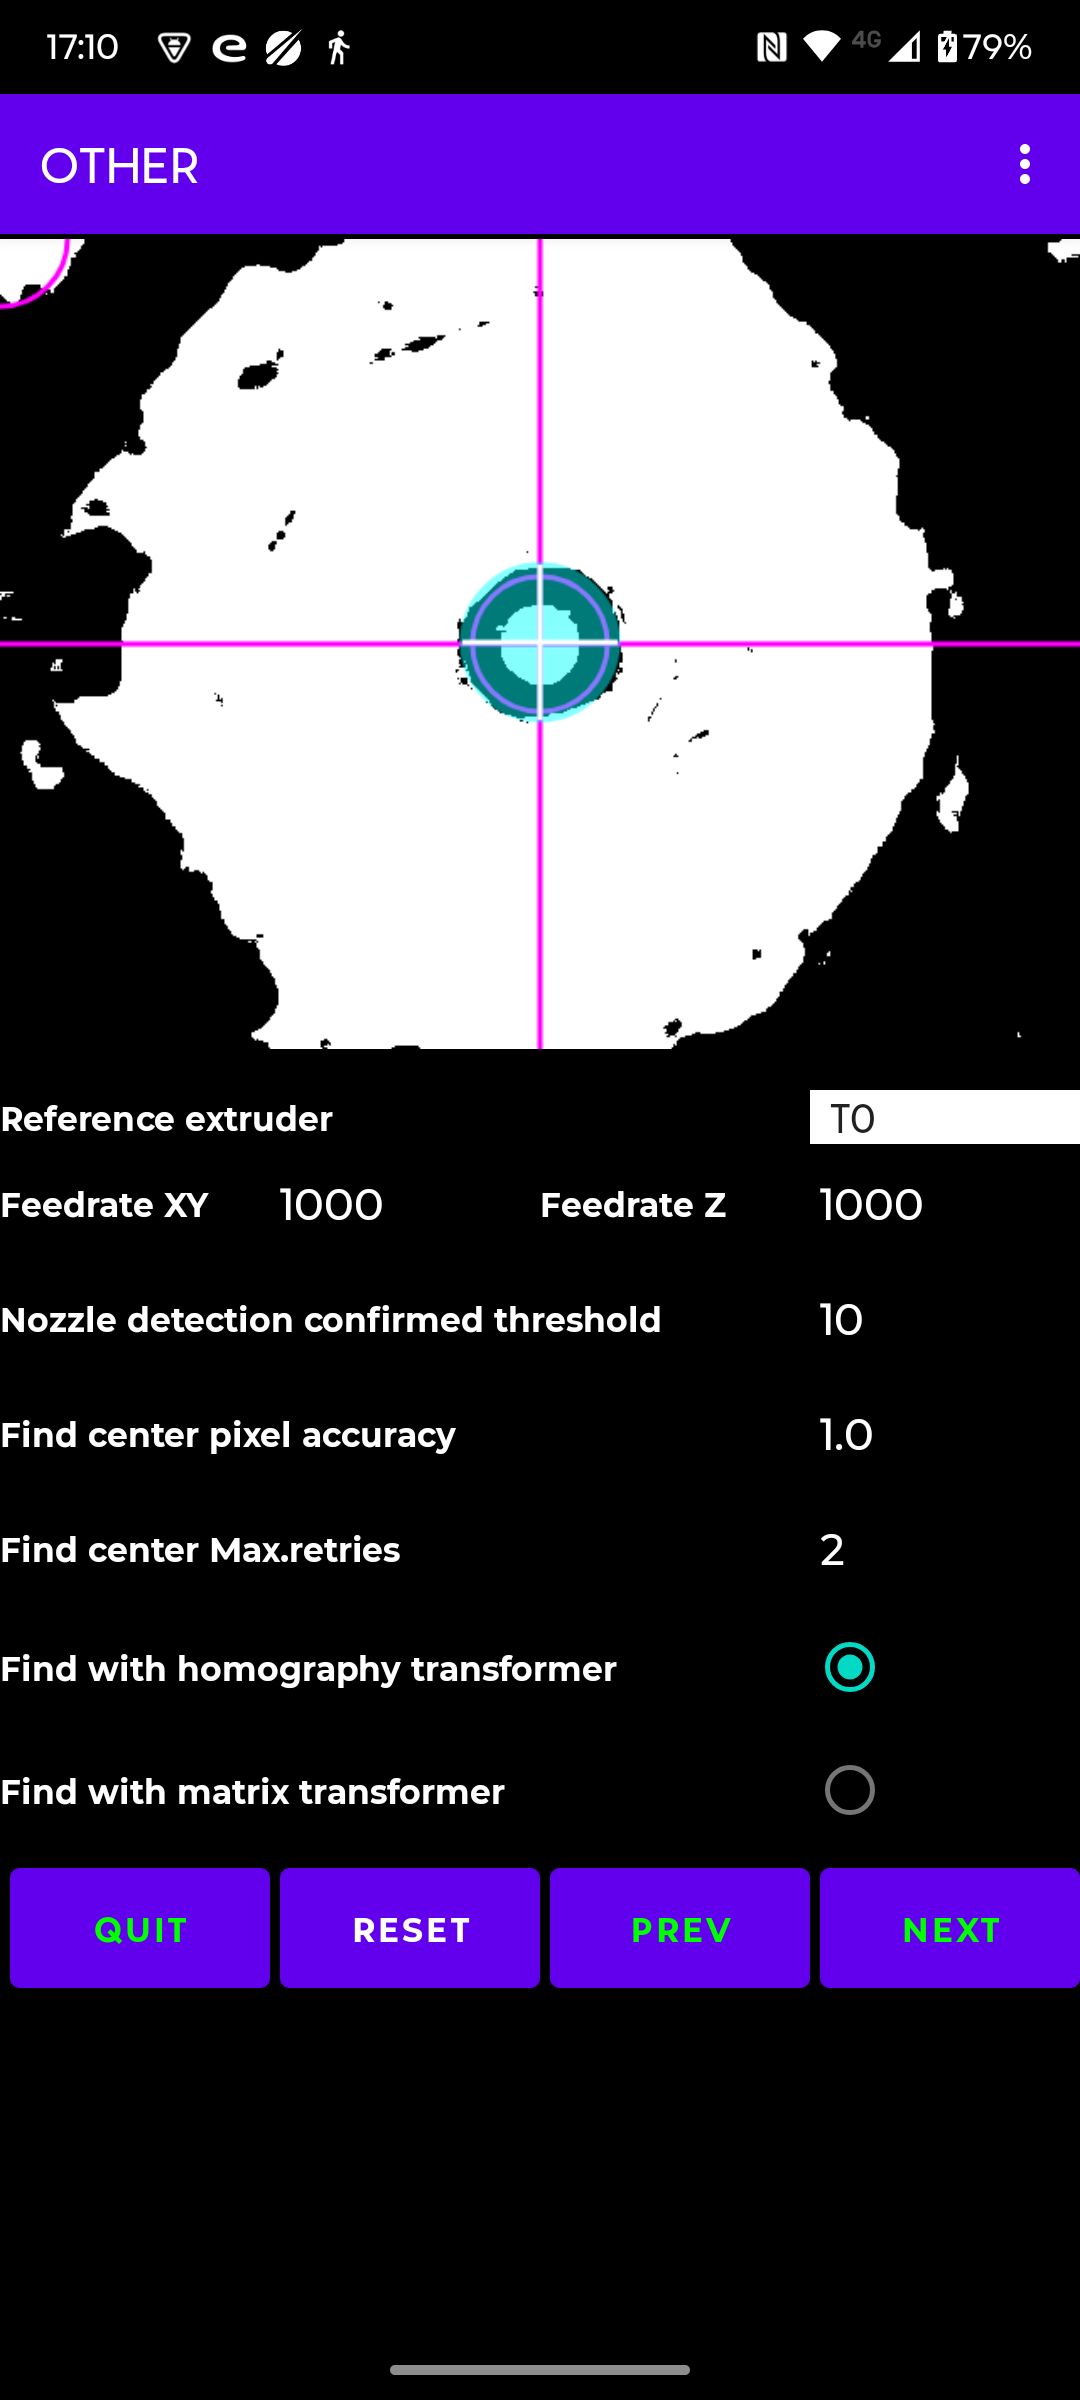 17:10 4G 79%
OTHER
Reference extruder T0
Feedrate XY 1000 Feedrate Z 1000
Nozzle detection confirmed threshold 10
Find center pixel accuracy 1.0
Find center Max.retries 2
Find with homography transformer
Find with matrix transformer
QUIT RESET PREV NEXT